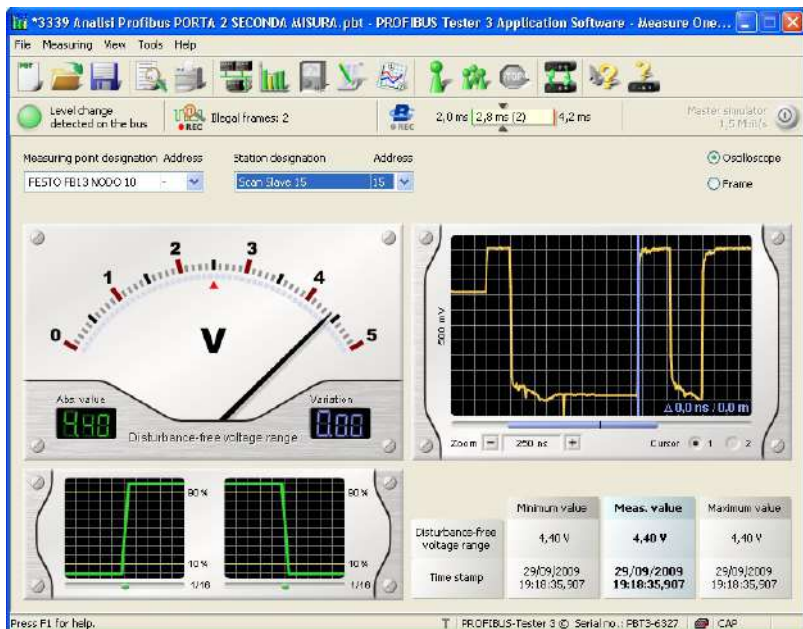 *3339 Analisi Profibus PORTA 2 SECONDA MISURA.pbt - PROFIBUS Tester 3 Application Software - Measure One...
File Measuring View Tools Help
Level change detected on the bus
REC
Illegal frames: 2
REC
2,0 ms 2,8 ms (2) 4,2 ms
Master simulator
1,5 Mbit/s
Measuring point designation Address Station designation Address
FESTO FB13 NODO 10 - Scan Slave 15 15
Oscilloscope
Frame
0 1 2 3 4 5
V
Abs. value
4.40
Variation
0.00
Disturbance-free voltage range
500 mV
Δ 0,0 ns / 0,0 m
Zoom - 250 ns + Cursor 1 2
90 % 90 %
10 % 10 %
1/16 1/16
Minimum value Meas. value Maximum value
Disturbance-free voltage range 4,40 V 4,40 V 4,40 V
Time stamp 29/09/2009 19:18:35,907 29/09/2009 19:18:35,907 29/09/2009 19:18:35,907
Press F1 for help.
T PROFIBUS-Tester 3 © Serial no.: PBT3-6327 CAP